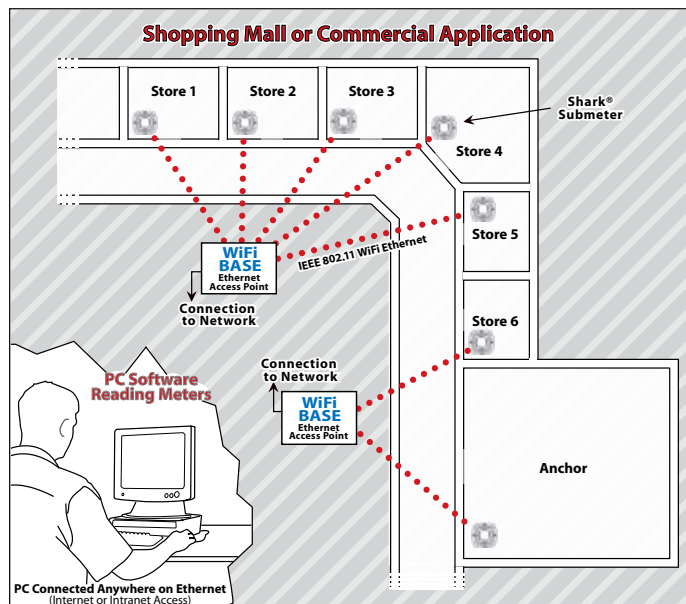 Shopping Mall or Commercial Application
Store 1
Store 2
Store 3
Shark®
Submeter
Store 4
Store 5
IEEE 802.11 WiFi Ethernet
WiFi
BASE
Ethernet
Access Point
Connection
to Network
Store 6
Connection
to Network
WiFi
BASE
Ethernet
Access Point
PC Software
Reading Meters
Anchor
PC Connected Anywhere on Ethernet
(Internet or Intranet Access)